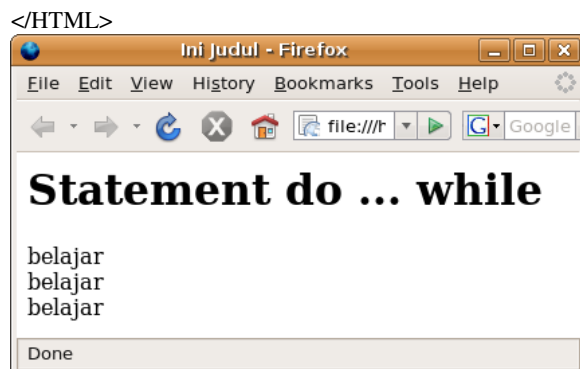 </HTML>
Ini Judul - Firefox
File Edit View History Bookmarks Tools Help
file:///h G Google
Statement do ... while
belajar
belajar
belajar
Done